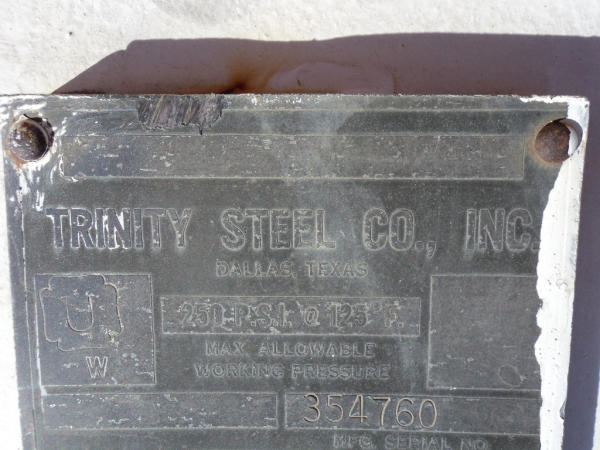 TRINITY STEEL CO., INC.
DALLAS, TEXAS
U
W
250 P.S.I. @ 125° F.
MAX. ALLOWABLE
WORKING PRESSURE
354760
MFG. SERIAL NO.